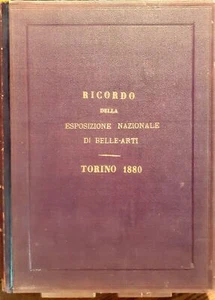 RICORDO
DELLA
ESPOSIZIONE NAZIONALE
DI BELLE-ARTI
TORINO 1880